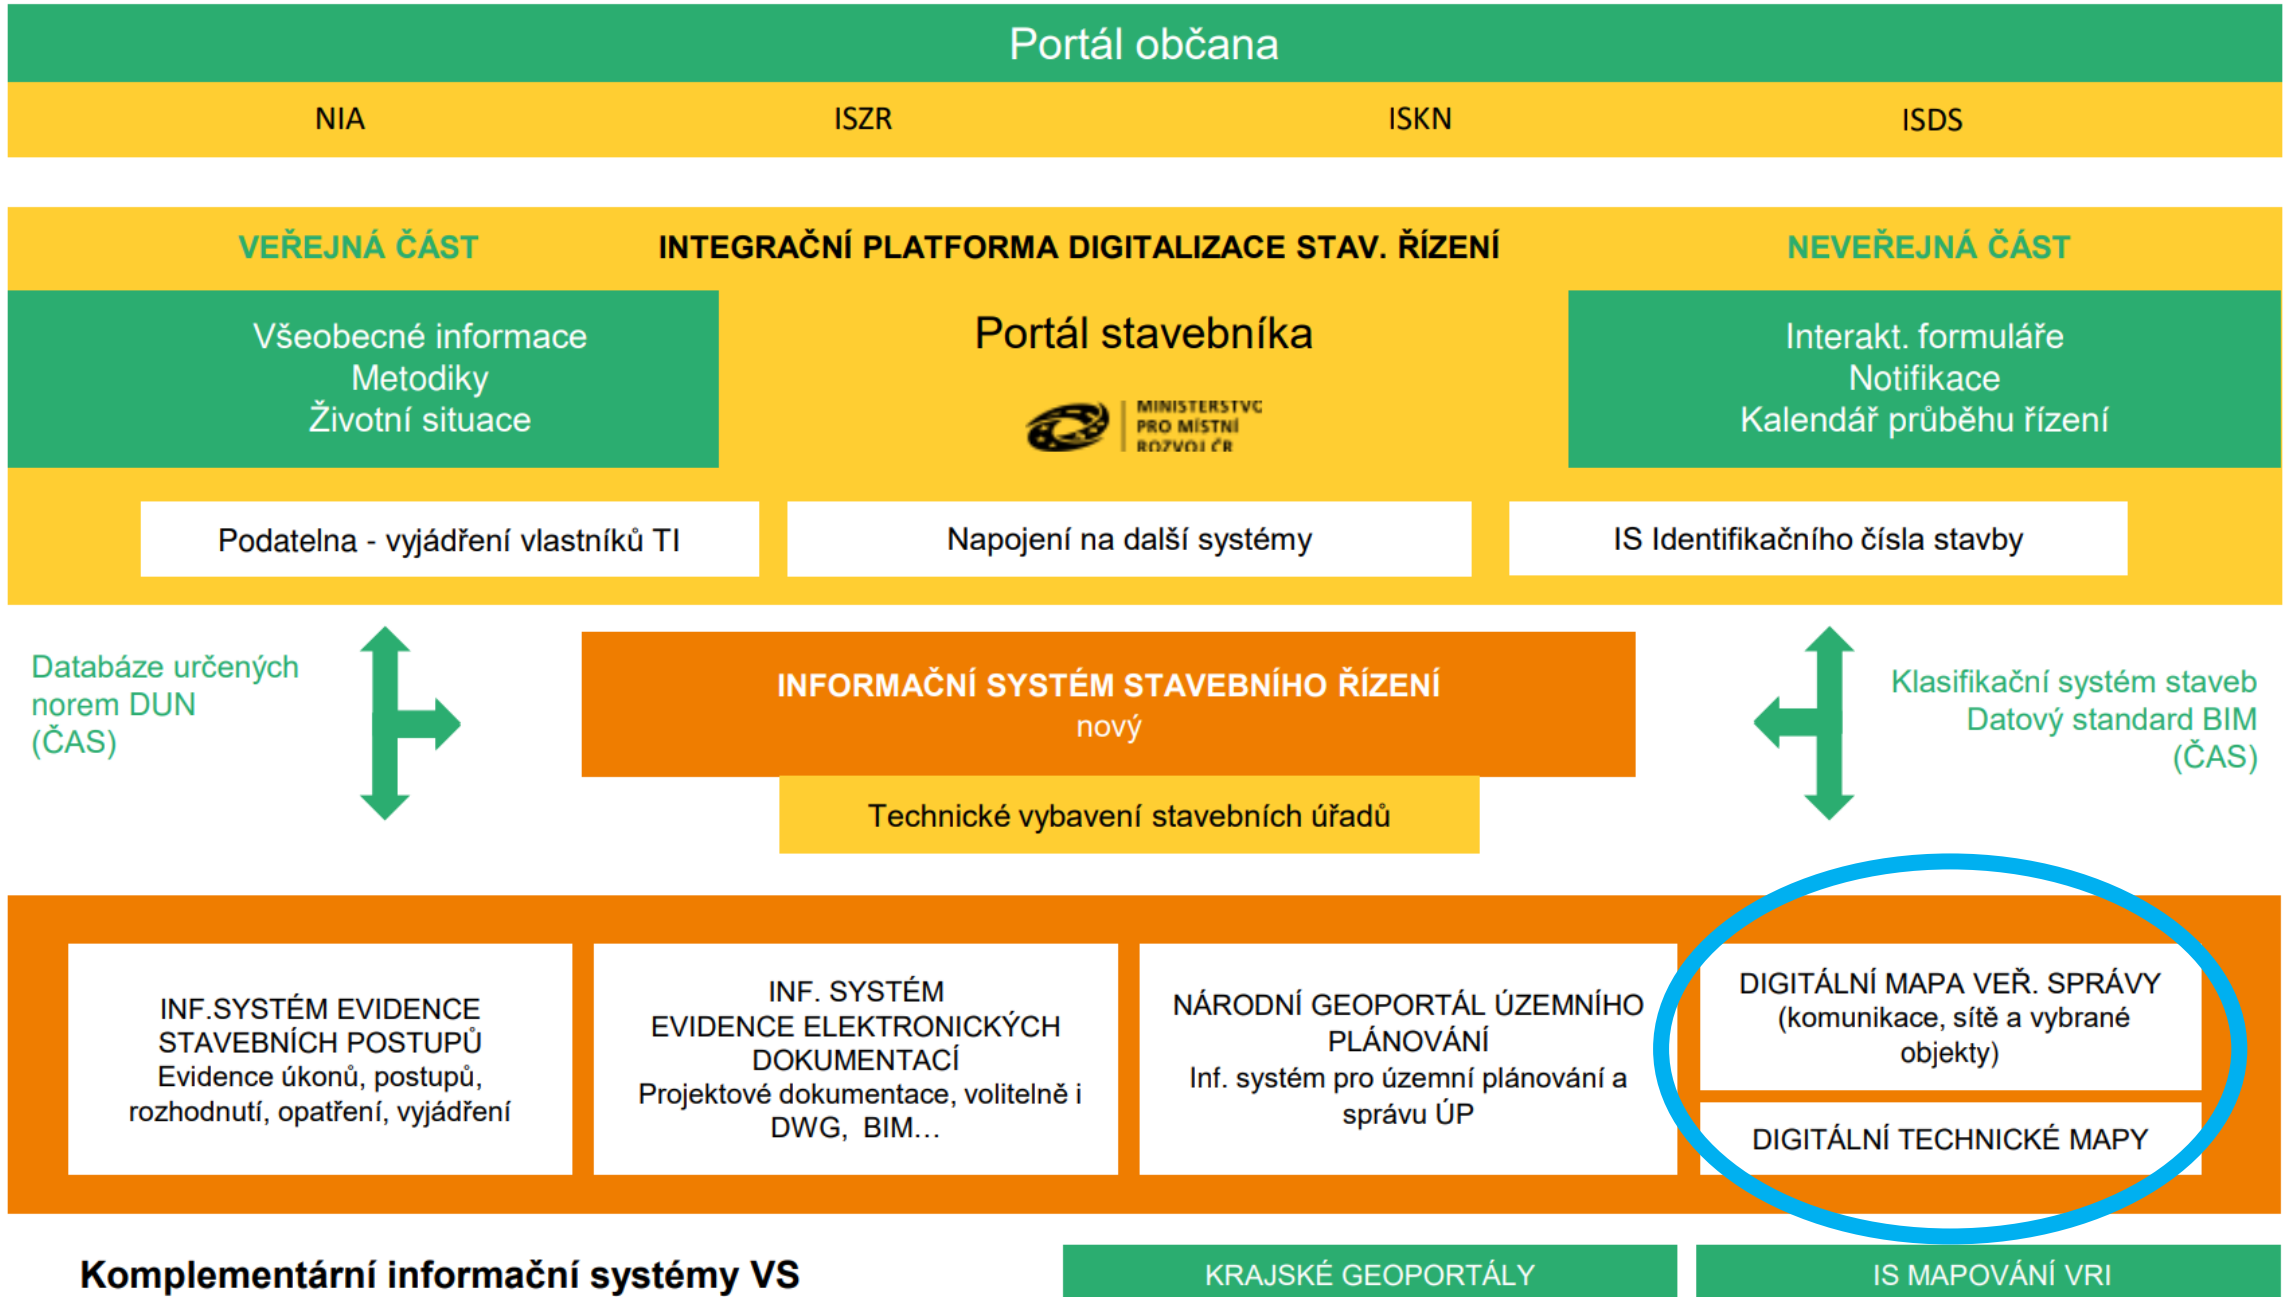 Portál občana
NIA ISZR ISKN ISDS
VEŘEJNÁ ČÁST
INTEGRAČNÍ PLATFORMA DIGITALIZACE STAV. ŘÍZENÍ
NEVEŘEJNÁ ČÁST
Všeobecné informace
Metodiky
Životní situace
Portál stavebníka
MINISTERSTVO
PRO MÍSTNÍ
ROZVOJ ČR
Interakt. formuláře
Notifikace
Kalendář průběhu řízení
Podatelna - vyjádření vlastníků TI
Napojení na další systémy
IS Identifikačního čísla stavby
Databáze určených
norem DUN
(ČAS)
INFORMAČNÍ SYSTÉM STAVEBNÍHO ŘÍZENÍ
nový
Technické vybavení stavebních úřadů
Klasifikační systém staveb
Datový standard BIM
(ČAS)
INF.SYSTÉM EVIDENCE
STAVEBNÍCH POSTUPŮ
Evidence úkonů, postupů,
rozhodnutí, opatření, vyjádření
INF. SYSTÉM
EVIDENCE ELEKTRONICKÝCH
DOKUMENTACÍ
Projektové dokumentace, volitelně i
DWG, BIM...
NÁRODNÍ GEOPORTÁL ÚZEMNÍHO
PLÁNOVÁNÍ
Inf. systém pro územní plánování a
správu ÚP
DIGITÁLNÍ MAPA VEŘ. SPRÁVY
(komunikace, sítě a vybrané
objekty)
DIGITÁLNÍ TECHNICKÉ MAPY
Komplementární informační systémy VS
KRAJSKÉ GEOPORTÁLY
IS MAPOVÁNÍ VRI